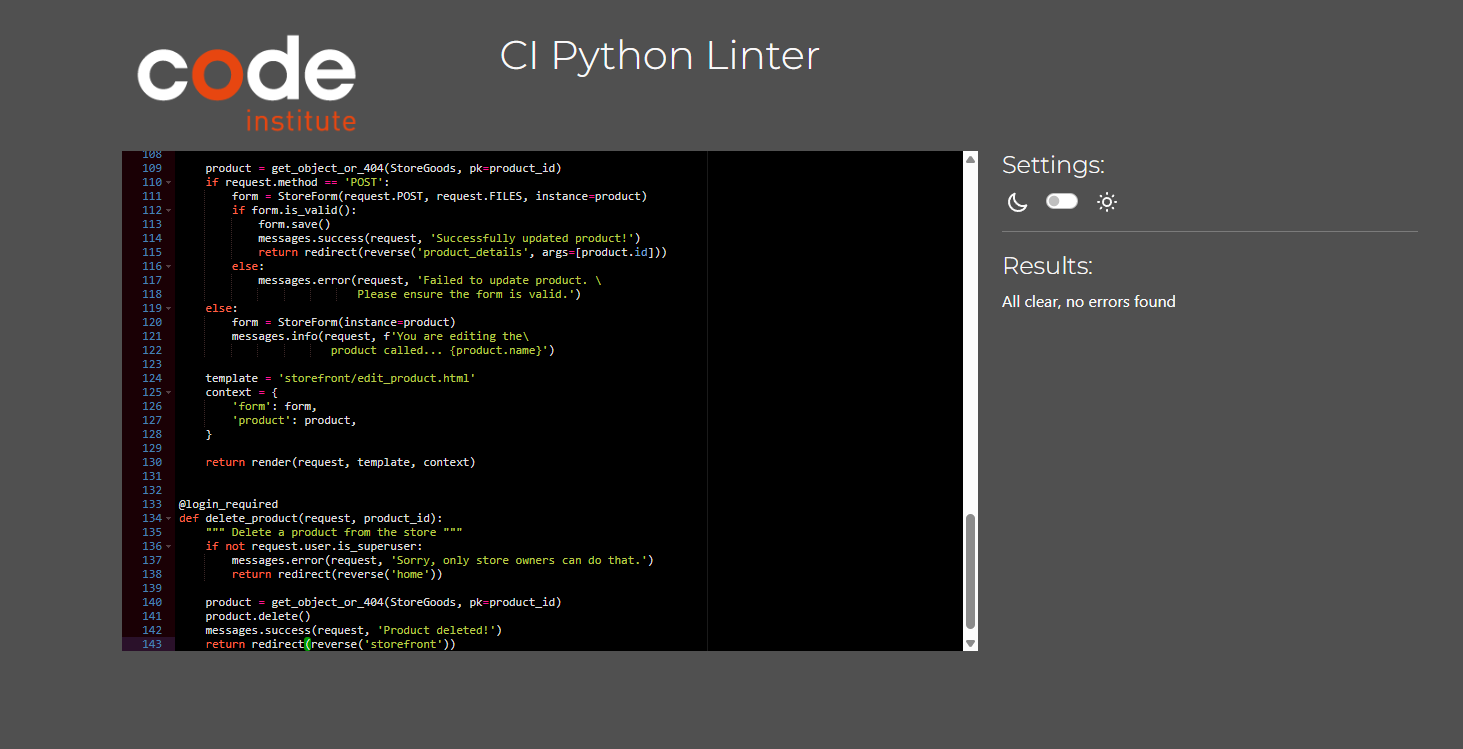 code
institute
CI Python Linter
108
109 product = get_object_or_404(StoreGoods, pk=product_id)
110 if request.method == 'POST':
111 form = StoreForm(request.POST, request.FILES, instance=product)
112 if form.is_valid():
113 form.save()
114 messages.success(request, 'Successfully updated product!')
115 return redirect(reverse('product_details', args=[product.id]))
116 else:
117 messages.error(request, 'Failed to update product. \
118 Please ensure the form is valid.')
119 else:
120 form = StoreForm(instance=product)
121 messages.info(request, f'You are editing the\
122 product called... {product.name}')
123
124 template = 'storefront/edit_product.html'
125 context = {
126 'form': form,
127 'product': product,
128 }
129
130 return render(request, template, context)
131
132
133 @login_required
134 def delete_product(request, product_id):
135 """ Delete a product from the store """
136 if not request.user.is_superuser:
137 messages.error(request, 'Sorry, only store owners can do that.')
138 return redirect(reverse('home'))
139
140 product = get_object_or_404(StoreGoods, pk=product_id)
141 product.delete()
142 messages.success(request, 'Product deleted!')
143 return redirect(reverse('storefront'))
Settings:
Results:
All clear, no errors found